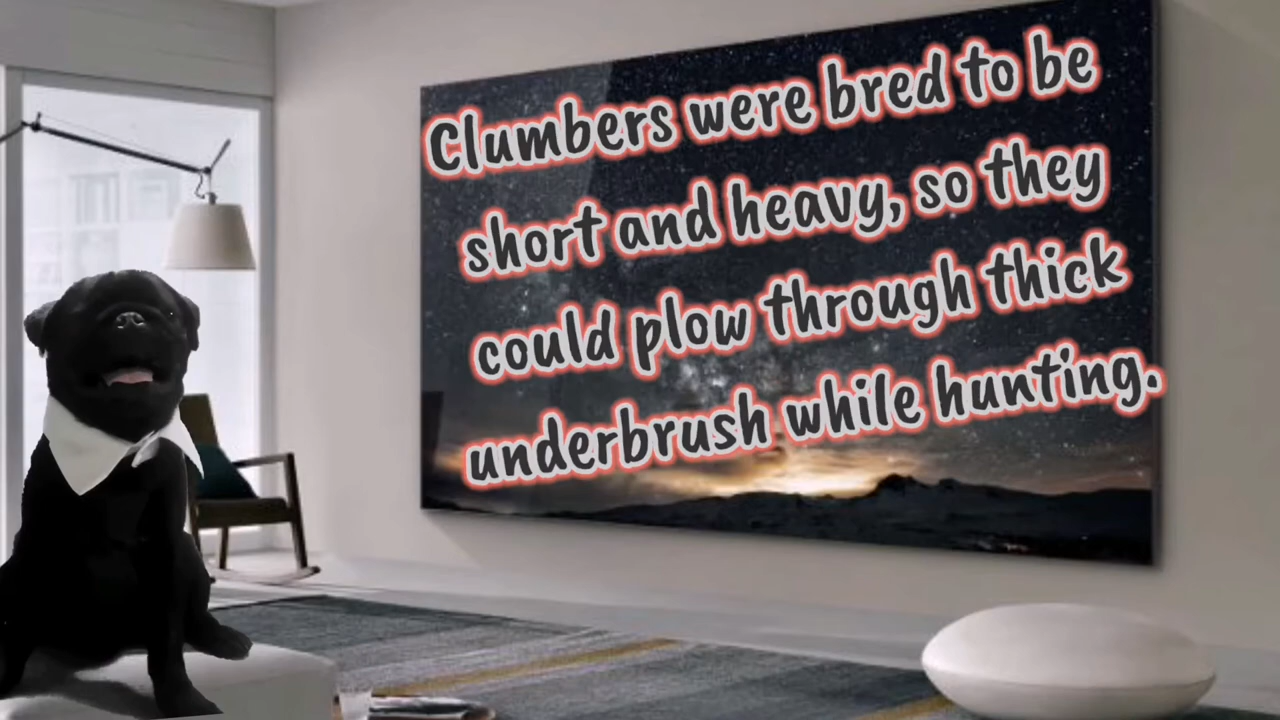 Clumbers were bred to be
short and heavy, so they
could plow through thick
underbrush while hunting.